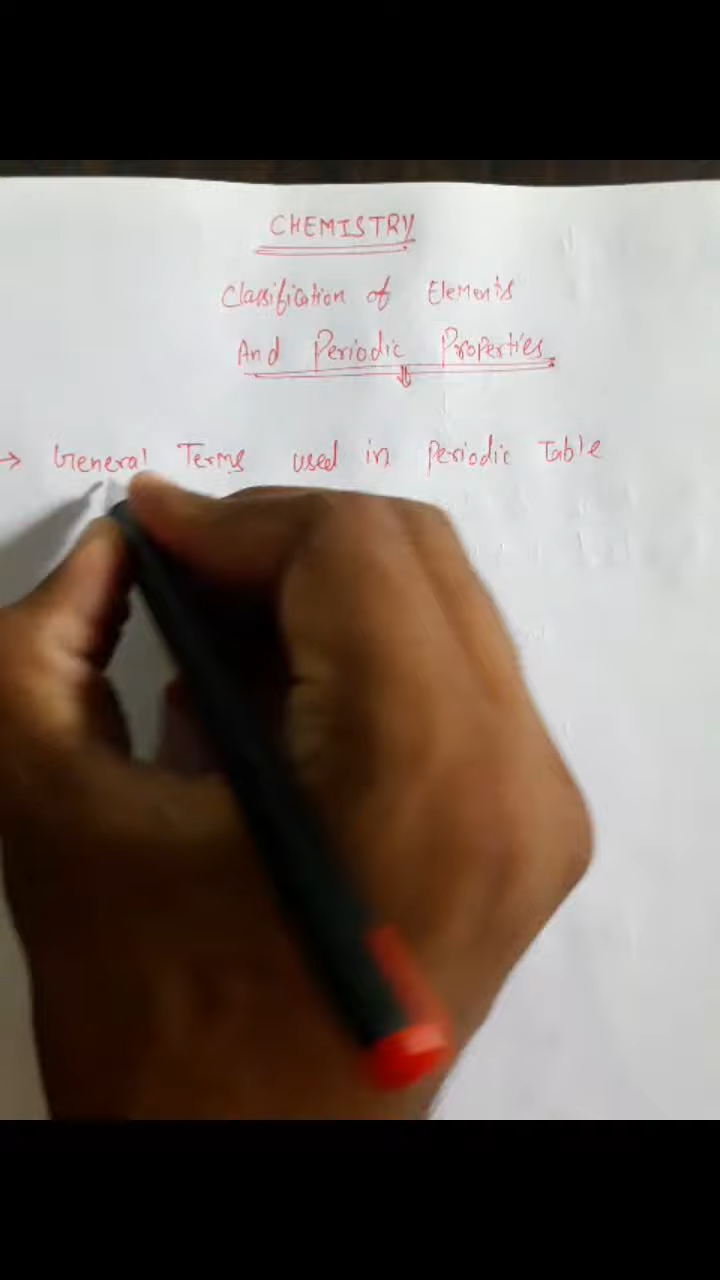 CHEMISTRY
Classification of Elements
And Periodic Properties
→ General Terms used in Periodic Table